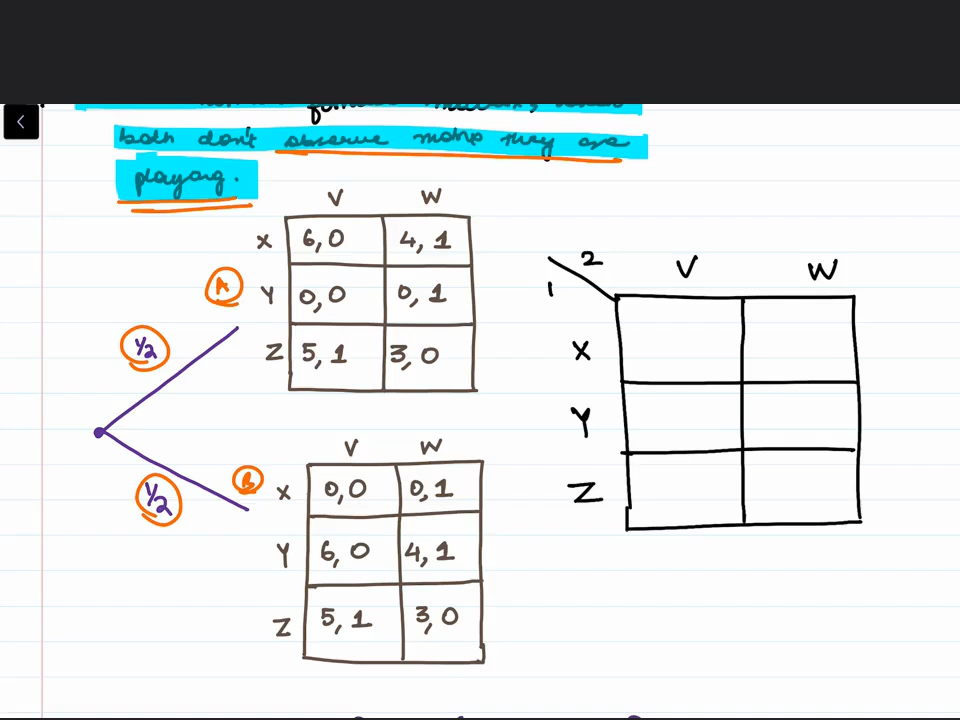 both don't observe matrix they are
playing.
V W
X 6, 0 4, 1
A Y 0, 0 0, 1
1/2 Z 5, 1 3, 0
V W
B X 0, 0 0, 1
1/2 Y 6, 0 4, 1
Z 5, 1 3, 0
2 V W
1
X
Y
Z